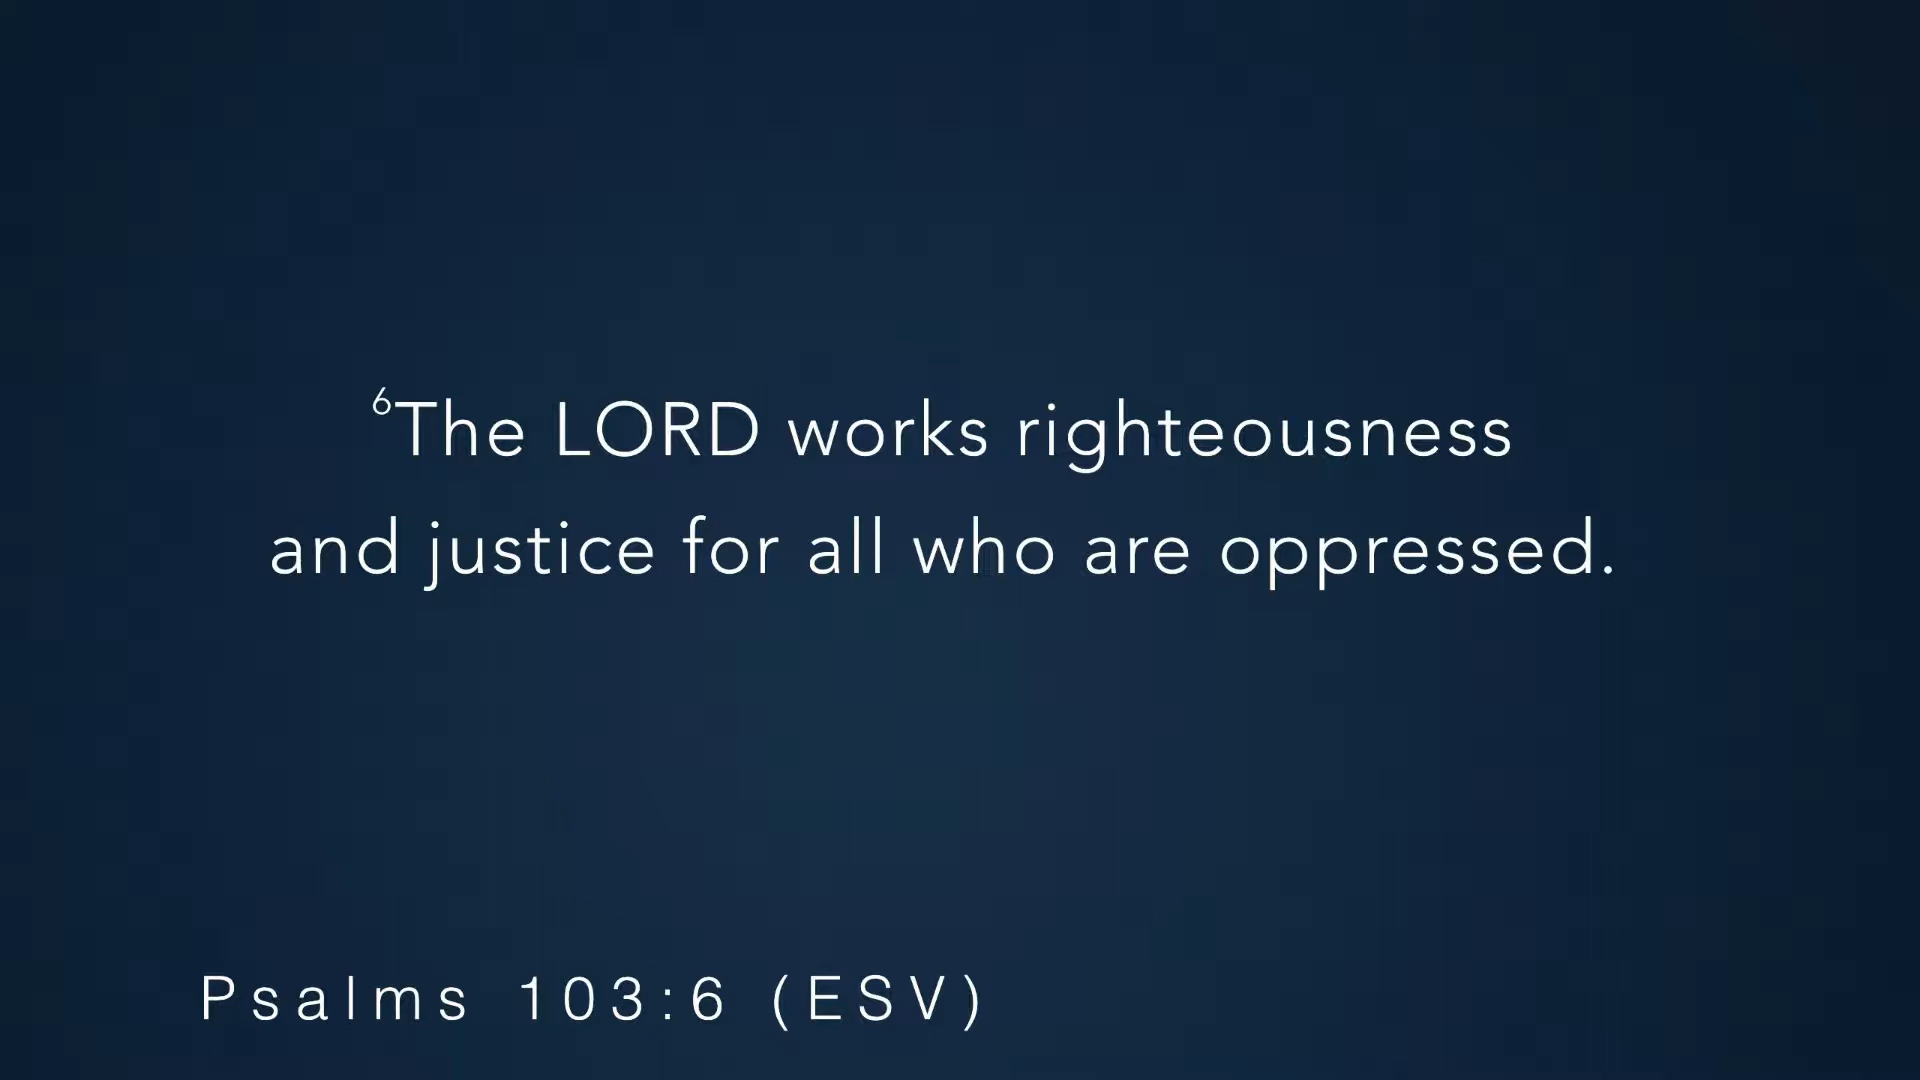 ⁶The LORD works righteousness
and justice for all who are oppressed.
Psalms 103:6 (ESV)